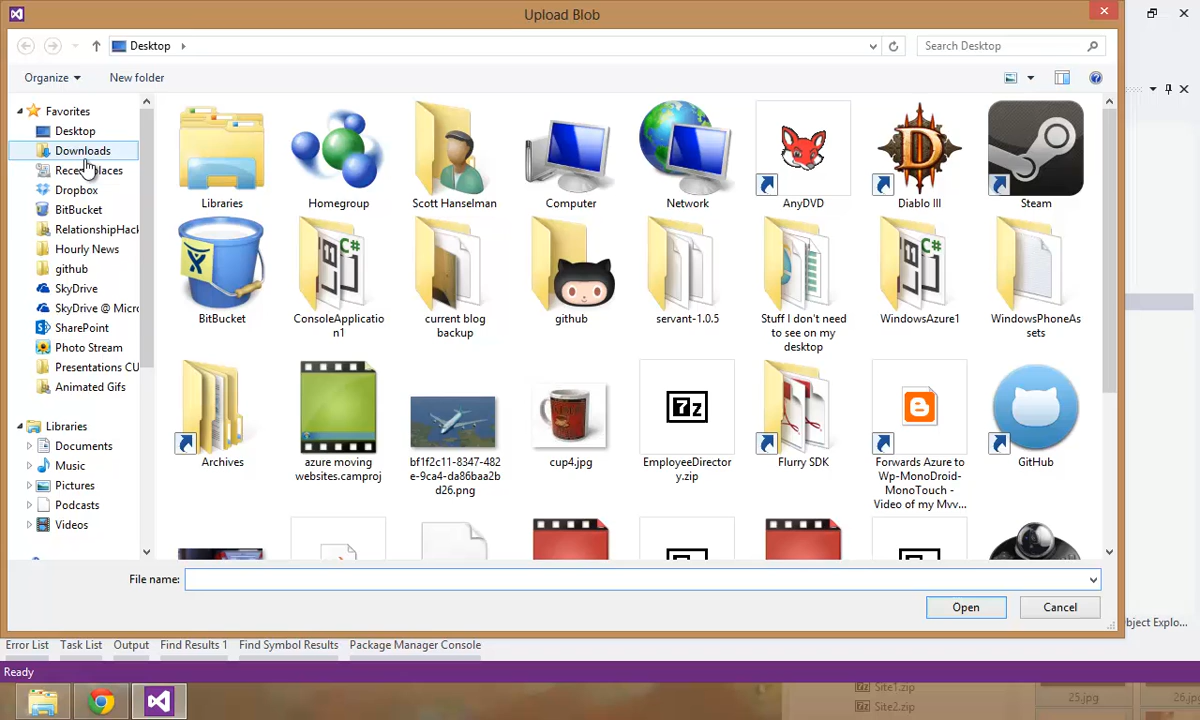 Upload Blob
Desktop
Search Desktop
Organize
New folder
Favorites
Desktop
Downloads
Dropbox
BitBucket
RelationshipHack
Hourly News
github
SkyDrive
SkyDrive @ Micro
SharePoint
Photo Stream
Presentations CU
Animated Gifs
Libraries
Documents
Music
Pictures
Podcasts
Videos
Libraries
Homegroup
Scott Hanselman
Computer
Network
AnyDVD
Diablo III
Steam
BitBucket
ConsoleApplicatio
n1
current blog
backup
github
servant-1.0.5
Stuff I don't need
to see on my
desktop
WindowsAzure1
WindowsPhoneAs
sets
Archives
azure moving
websites.camproj
bf1f2c11-8347-482
e-9ca4-da86baa2b
d26.png
cup4.jpg
7z
EmployeeDirector
y.zip
Flurry SDK
Forwards Azure to
Wp-MonoDroid-
MonoTouch -
Video of my Mvv...
GitHub
File name:
Open
Cancel
bject Explo...
Error List
Task List
Output
Find Results 1
Find Symbol Results
Package Manager Console
Ready
Site1.zip
Site2.zip
25.jpg
26.jp